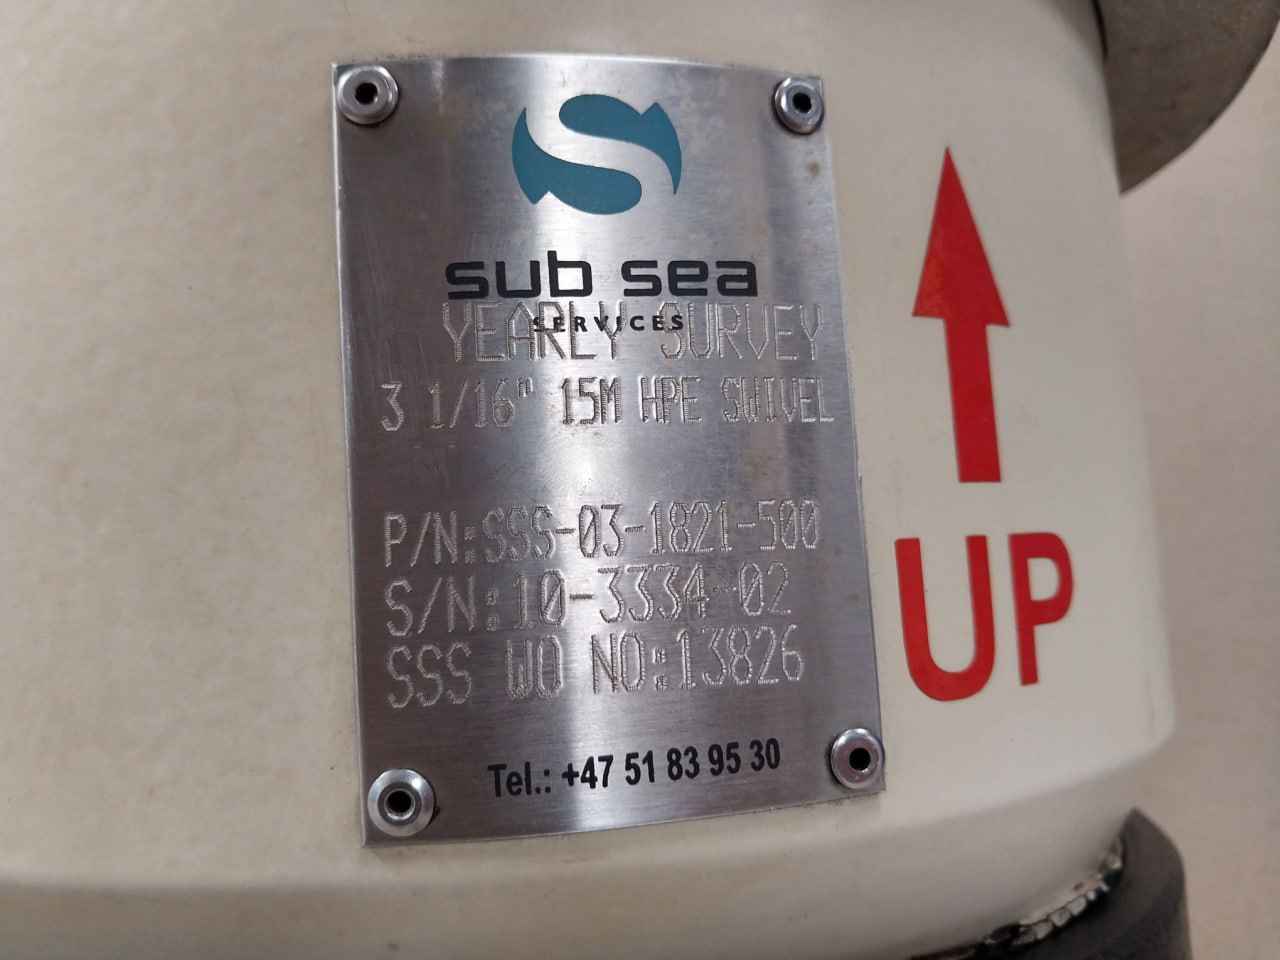 sub sea
SERVICES
YEARLY SURVEY
3 1/16" 15M HPE SWIVEL
P/N:SSS-03-1821-500
S/N:10-3334-02
SSS WO NO:13826
Tel.: +47 51 83 95 30
UP